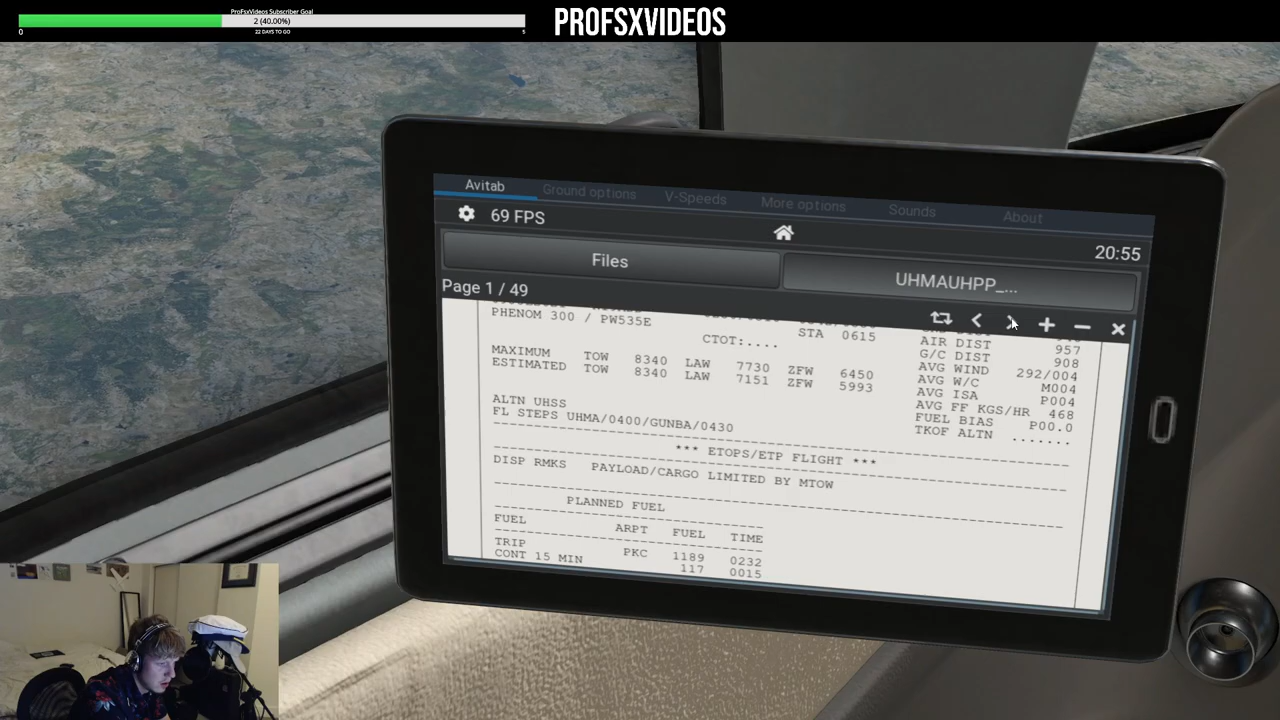 ProFsxVideos Subscriber Goal
2 (40.00%)
0
5
22 DAYS TO GO
PROFSXVIDEOS
Avitab
Ground options
V-Speeds
More options
Sounds
About
69 FPS
20:55
Files
UHMAUHPP_...
Page 1 / 49
PHENOM 300 / PW535E
STA 0615
CTOT:....
MAXIMUM TOW 8340 LAW 7730 ZFW 6450
ESTIMATED TOW 8340 LAW 7151 ZFW 5993
AIR DIST 957
G/C DIST 908
AVG WIND 292/004
AVG W/C M004
AVG ISA P004
AVG FF KGS/HR 468
FUEL BIAS P00.0
TKOF ALTN .......
ALTN UHSS
FL STEPS UHMA/0400/GUNBA/0430
*** ETOPS/ETP FLIGHT ***
DISP RMKS PAYLOAD/CARGO LIMITED BY MTOW
PLANNED FUEL
FUEL ARPT FUEL TIME
TRIP PKC 1189 0232
CONT 15 MIN 117 0015